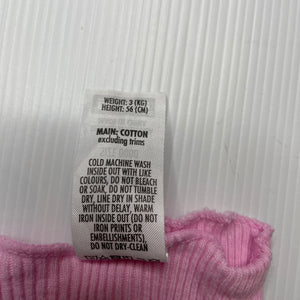 WEIGHT: 3 (KG)
HEIGHT: 56 (CM)
MAIN: COTTON
excluding trims
COLD MACHINE WASH
INSIDE OUT WITH LIKE
COLOURS, DO NOT BLEACH
OR SOAK, DO NOT TUMBLE
DRY, LINE DRY IN SHADE
WITHOUT DELAY, WARM
IRON INSIDE OUT (DO NOT
IRON PRINTS OR
EMBELLISHMENTS),
DO NOT DRY-CLEAN